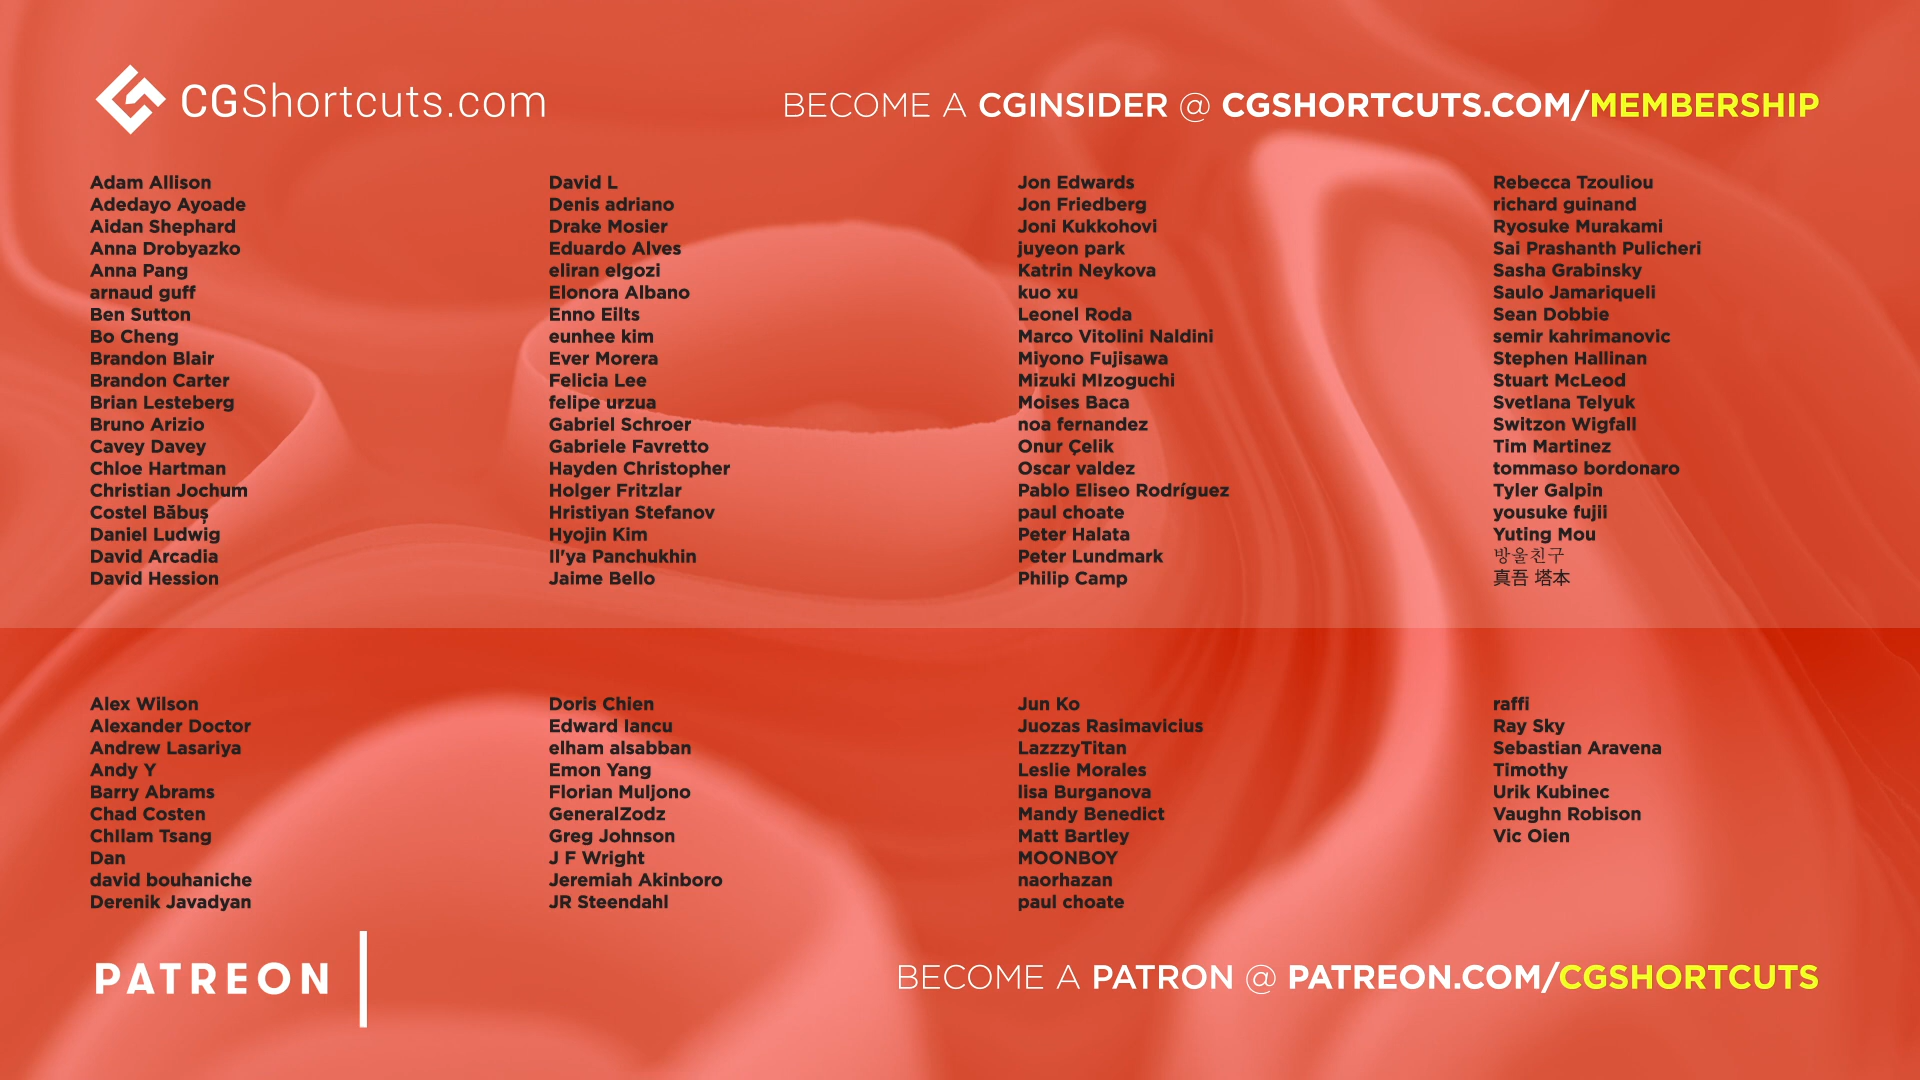 CGShortcuts.com
BECOME A CGINSIDER @ CGSHORTCUTS.COM/MEMBERSHIP
Adam Allison
Adedayo Ayoade
Aidan Shephard
Anna Drobyazko
Anna Pang
arnaud guff
Ben Sutton
Bo Cheng
Brandon Blair
Brandon Carter
Brian Lesteberg
Bruno Arizio
Cavey Davey
Chloe Hartman
Christian Jochum
Costel Băbuș
Daniel Ludwig
David Arcadia
David Hession
David L
Denis adriano
Drake Mosier
Eduardo Alves
eliran elgozi
Elonora Albano
Enno Eilts
eunhee kim
Ever Morera
Felicia Lee
felipe urzua
Gabriel Schroer
Gabriele Favretto
Hayden Christopher
Holger Fritzlar
Hristiyan Stefanov
Hyojin Kim
Il'ya Panchukhin
Jaime Bello
Jon Edwards
Jon Friedberg
Joni Kukkohovi
juyeon park
Katrin Neykova
kuo xu
Leonel Roda
Marco Vitolini Naldini
Miyono Fujisawa
Mizuki MIzoguchi
Moises Baca
noa fernandez
Onur Çelik
Oscar valdez
Pablo Eliseo Rodríguez
paul choate
Peter Halata
Peter Lundmark
Philip Camp
Rebecca Tzouliou
richard guinand
Ryosuke Murakami
Sai Prashanth Pulicheri
Sasha Grabinsky
Saulo Jamariqueli
Sean Dobbie
semir kahrimanovic
Stephen Hallinan
Stuart McLeod
Svetlana Telyuk
Switzon Wigfall
Tim Martinez
tommaso bordonaro
Tyler Galpin
yousuke fujii
Yuting Mou
방울친구
真吾 塔本
Alex Wilson
Alexander Doctor
Andrew Lasariya
Andy Y
Barry Abrams
Chad Costen
ChIlam Tsang
Dan
david bouhaniche
Derenik Javadyan
Doris Chien
Edward Iancu
elham alsabban
Emon Yang
Florian Muljono
GeneralZodz
Greg Johnson
J F Wright
Jeremiah Akinboro
JR Steendahl
Jun Ko
Juozas Rasimavicius
LazzzyTitan
Leslie Morales
lisa Burganova
Mandy Benedict
Matt Bartley
MOONBOY
naorhazan
paul choate
raffi
Ray Sky
Sebastian Aravena
Timothy
Urik Kubinec
Vaughn Robison
Vic Oien
PATREON
BECOME A PATRON @ PATREON.COM/CGSHORTCUTS